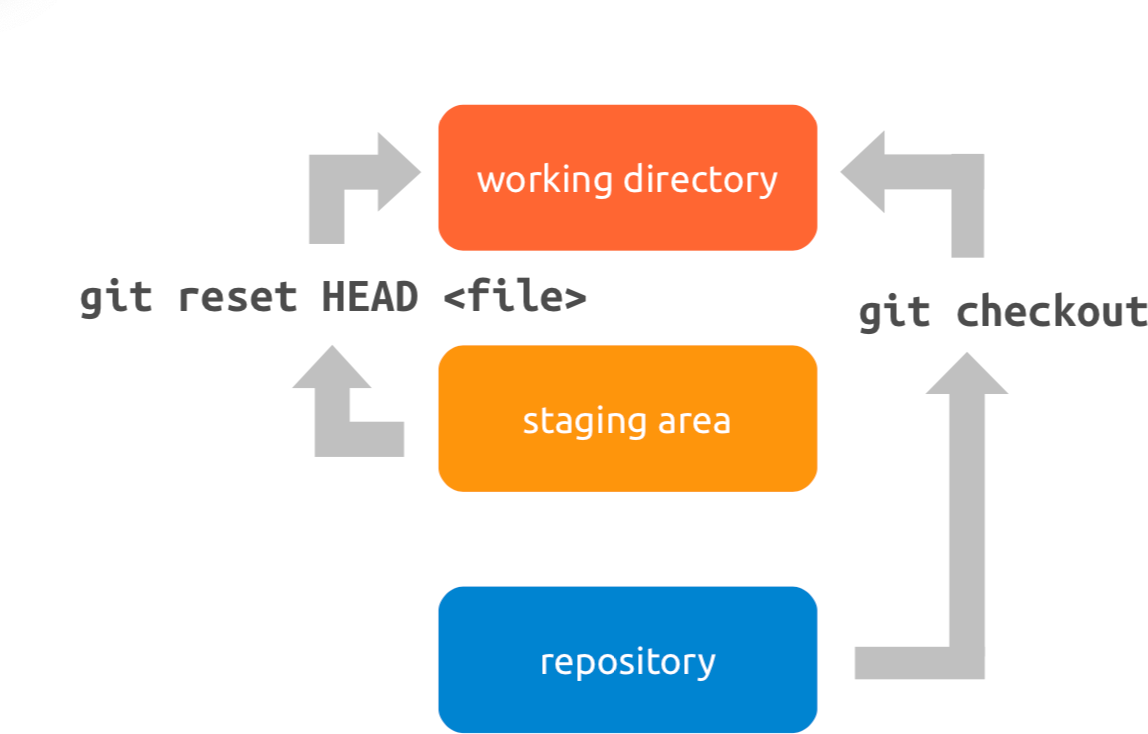 working directory
git reset HEAD <file>
git checkout
staging area
repository